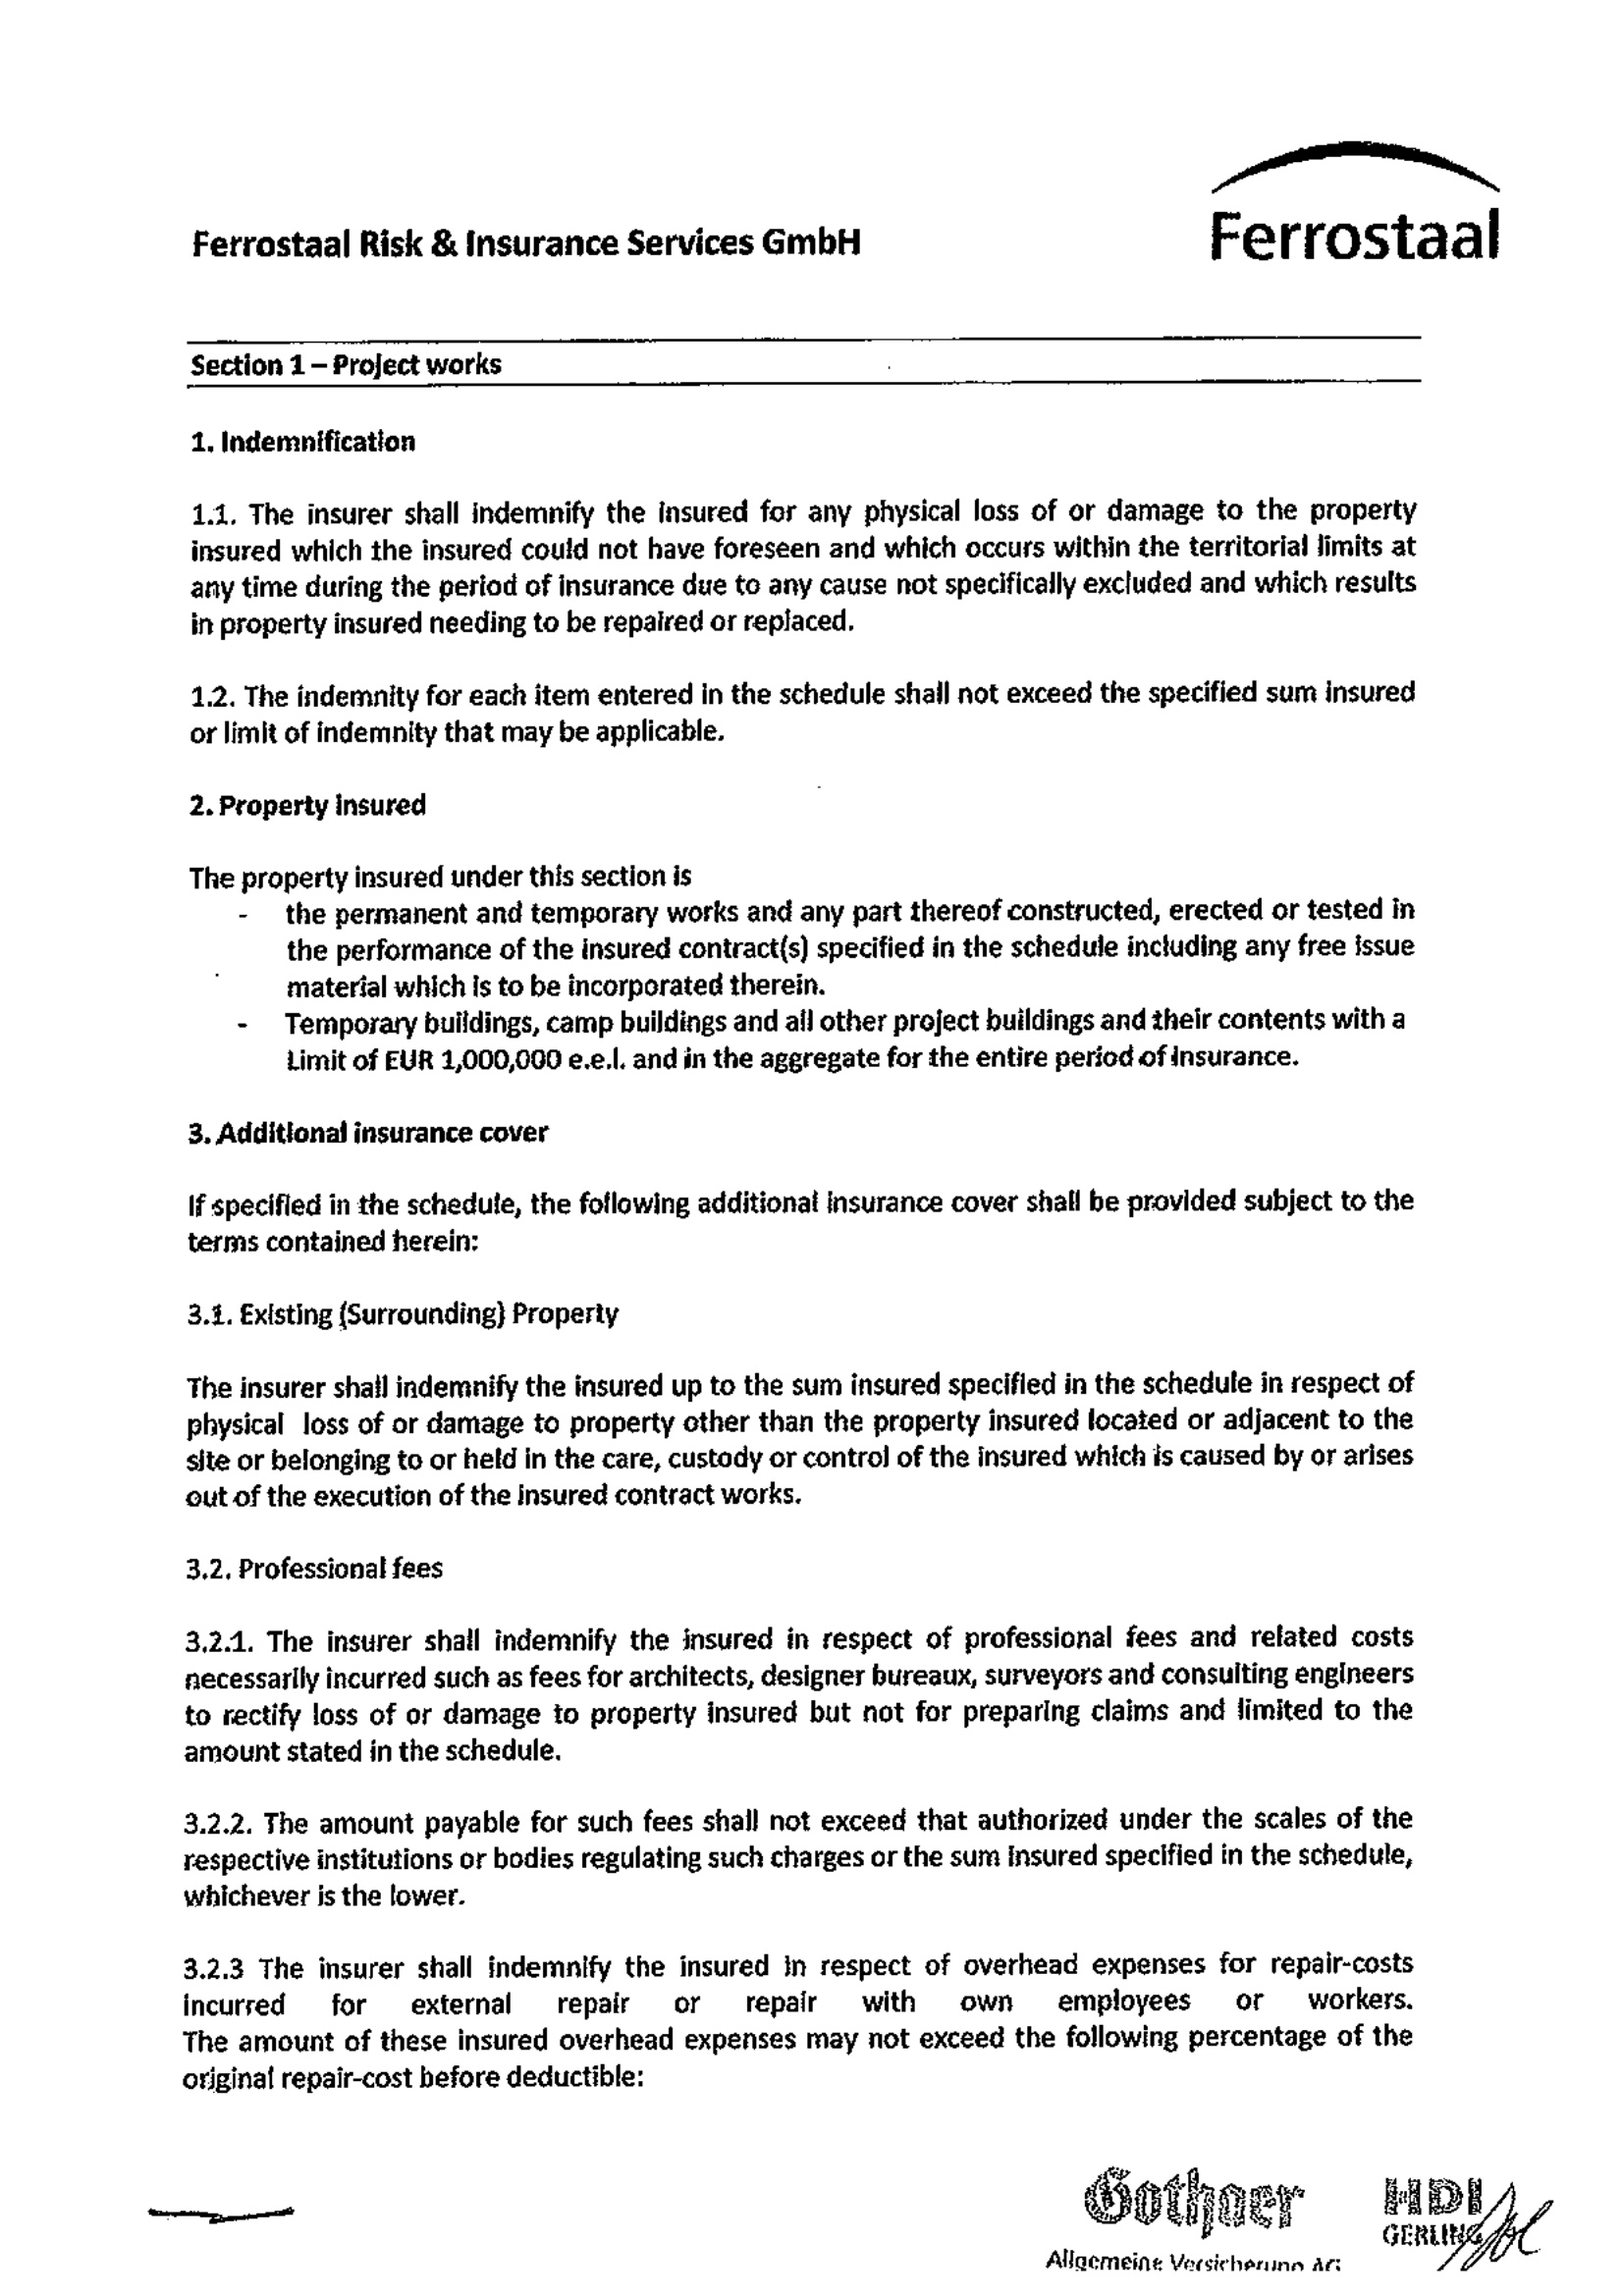 Ferrostaal Risk & Insurance Services GmbH
Ferrostaal
Section 1 – Project works
1. Indemnification
1.1. The insurer shall indemnify the insured for any physical loss of or damage to the property
insured which the insured could not have foreseen and which occurs within the territorial limits at
any time during the period of insurance due to any cause not specifically excluded and which results
in property insured needing to be repaired or replaced.
1.2. The indemnity for each item entered in the schedule shall not exceed the specified sum insured
or limit of indemnity that may be applicable.
2. Property insured
The property insured under this section is
- the permanent and temporary works and any part thereof constructed, erected or tested in
the performance of the insured contract(s) specified in the schedule including any free issue
material which is to be incorporated therein.
- Temporary buildings, camp buildings and all other project buildings and their contents with a
Limit of EUR 1,000,000 e.e.l. and in the aggregate for the entire period of insurance.
3. Additional insurance cover
If specified in the schedule, the following additional insurance cover shall be provided subject to the
terms contained herein:
3.1. Existing (Surrounding) Property
The insurer shall indemnify the insured up to the sum insured specified in the schedule in respect of
physical loss of or damage to property other than the property insured located or adjacent to the
site or belonging to or held in the care, custody or control of the insured which is caused by or arises
out of the execution of the insured contract works.
3.2. Professional fees
3.2.1. The insurer shall indemnify the insured in respect of professional fees and related costs
necessarily incurred such as fees for architects, designer bureaux, surveyors and consulting engineers
to rectify loss of or damage to property insured but not for preparing claims and limited to the
amount stated in the schedule.
3.2.2. The amount payable for such fees shall not exceed that authorized under the scales of the
respective institutions or bodies regulating such charges or the sum insured specified in the schedule,
whichever is the lower.
3.2.3 The insurer shall indemnify the insured in respect of overhead expenses for repair-costs
incurred for external repair or repair with own employees or workers.
The amount of these insured overhead expenses may not exceed the following percentage of the
original repair-cost before deductible:
Gothaer
Allgemeine Versicherung AG
HDI
GERLING